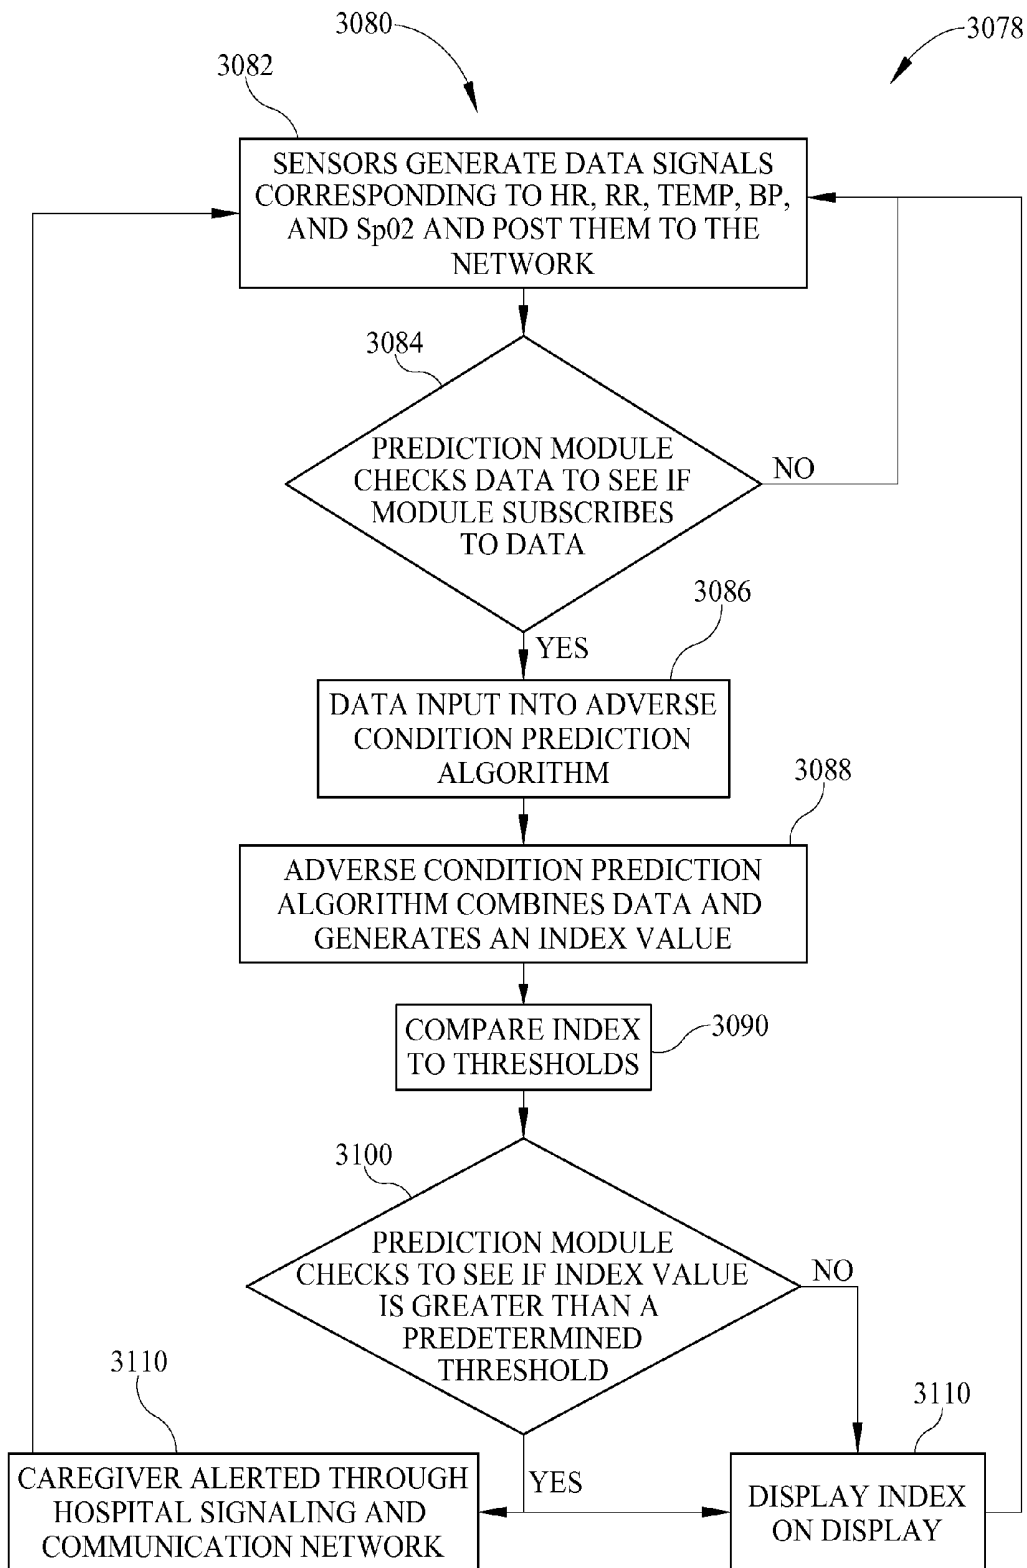 3080
3078
3082
SENSORS GENERATE DATA SIGNALS
CORRESPONDING TO HR, RR, TEMP, BP,
AND Sp02 AND POST THEM TO THE
NETWORK
3084
PREDICTION MODULE
CHECKS DATA TO SEE IF
MODULE SUBSCRIBES
TO DATA
NO
YES
3086
DATA INPUT INTO ADVERSE
CONDITION PREDICTION
ALGORITHM
3088
ADVERSE CONDITION PREDICTION
ALGORITHM COMBINES DATA AND
GENERATES AN INDEX VALUE
COMPARE INDEX
TO THRESHOLDS
3090
3100
PREDICTION MODULE
CHECKS TO SEE IF INDEX VALUE
IS GREATER THAN A
PREDETERMINED
THRESHOLD
NO
YES
3110
CAREGIVER ALERTED THROUGH
HOSPITAL SIGNALING AND
COMMUNICATION NETWORK
3110
DISPLAY INDEX
ON DISPLAY